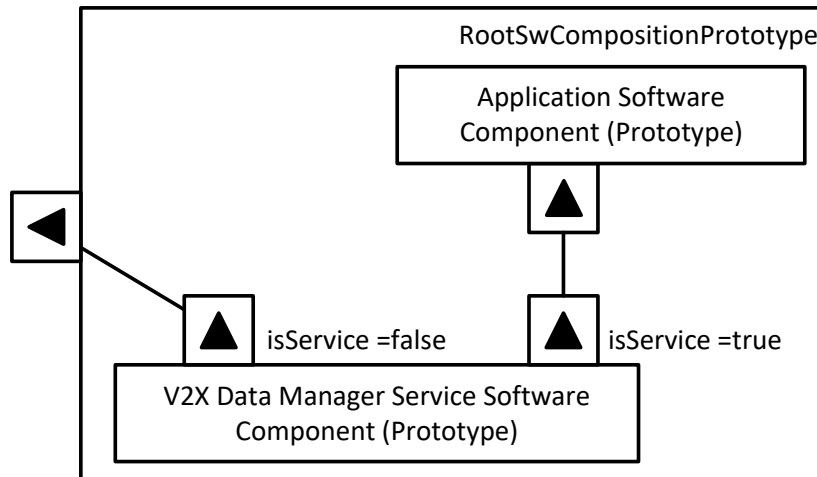 RootSwCompositionPrototype
Application Software
Component (Prototype)
isService =false
isService =true
V2X Data Manager Service Software
Component (Prototype)